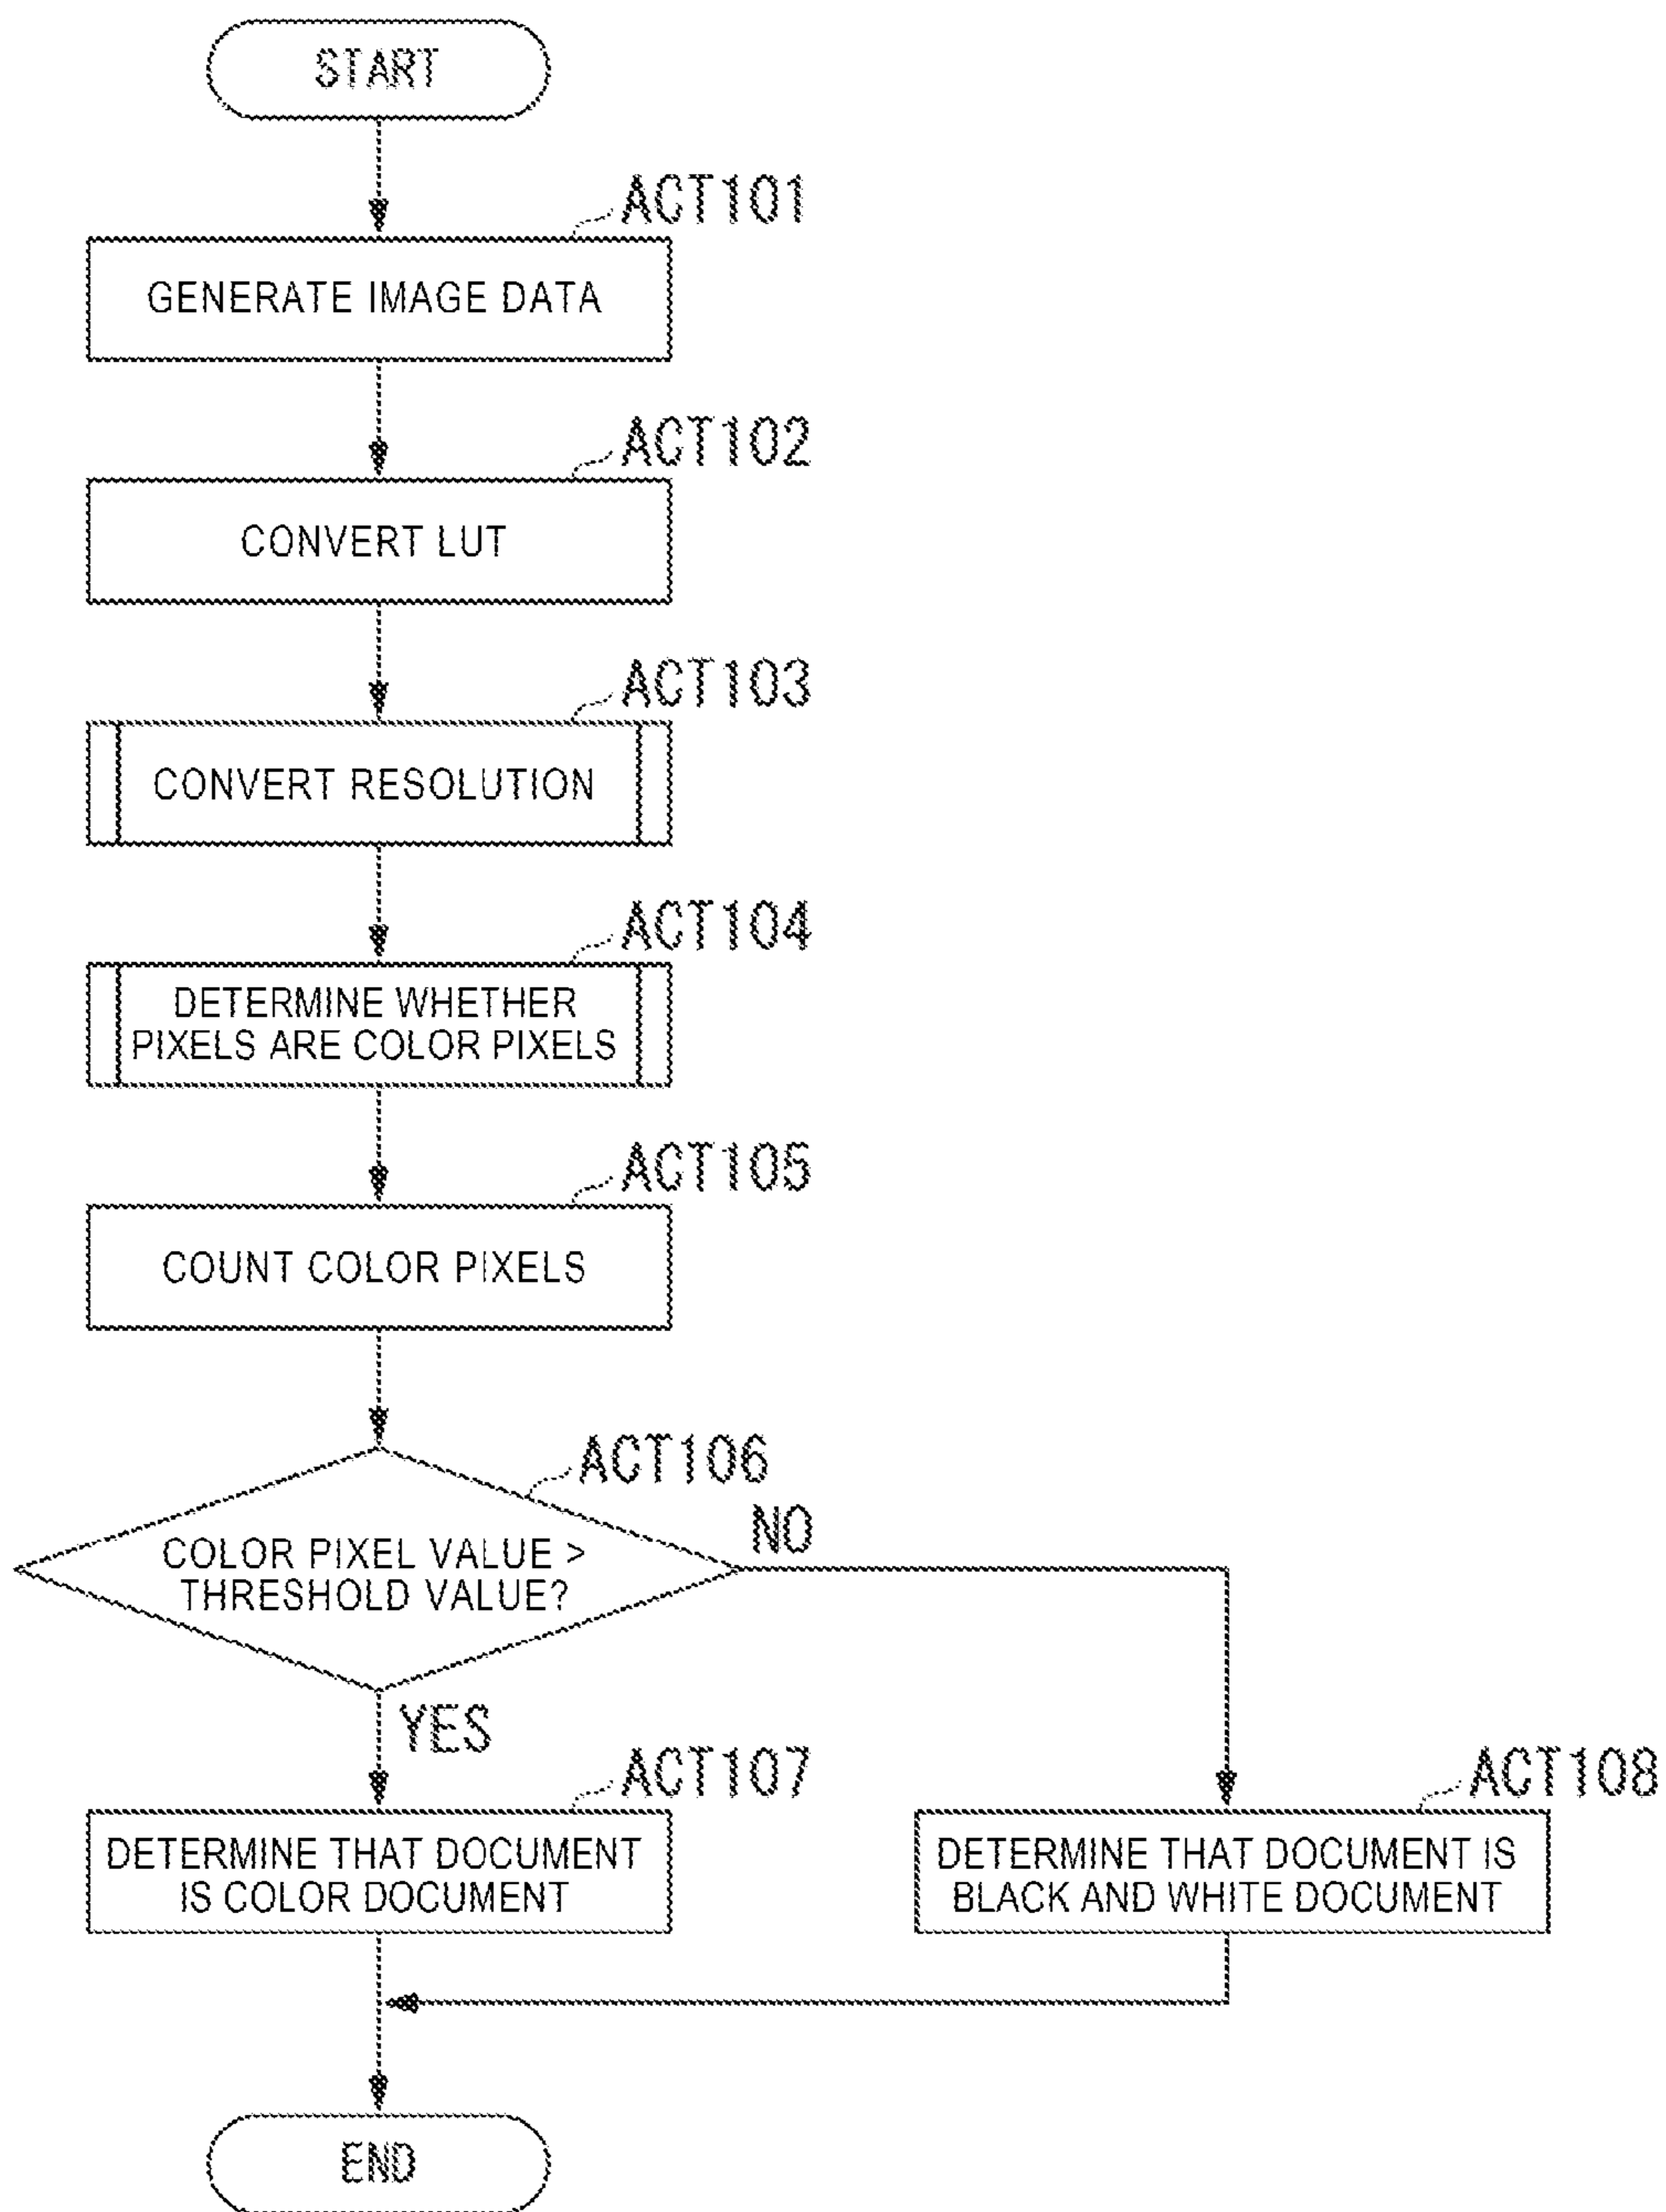 START
ACT101
GENERATE IMAGE DATA
ACT102
CONVERT LUT
ACT103
CONVERT RESOLUTION
ACT104
DETERMINE WHETHER
PIXELS ARE COLOR PIXELS
ACT105
COUNT COLOR PIXELS
ACT106
COLOR PIXEL VALUE >
THRESHOLD VALUE?
NO
YES
ACT107
DETERMINE THAT DOCUMENT
IS COLOR DOCUMENT
ACT108
DETERMINE THAT DOCUMENT IS
BLACK AND WHITE DOCUMENT
END